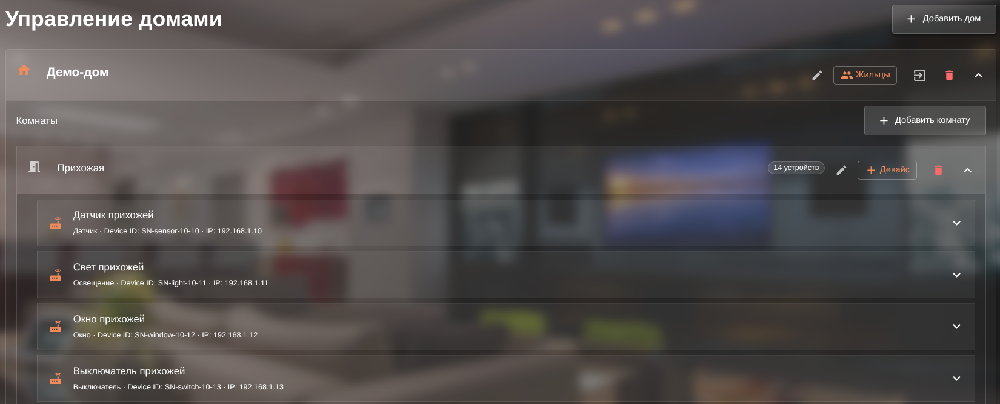 Управление домами
Добавить дом
Демо-дом
Жильцы
Комнаты
Добавить комнату
Прихожая
14 устройств
Девайс
Датчик прихожей
Датчик · Device ID: SN-sensor-10-10 · IP: 192.168.1.10
Свет прихожей
Освещение · Device ID: SN-light-10-11 · IP: 192.168.1.11
Окно прихожей
Окно · Device ID: SN-window-10-12 · IP: 192.168.1.12
Выключатель прихожей
Выключатель · Device ID: SN-switch-10-13 · IP: 192.168.1.13